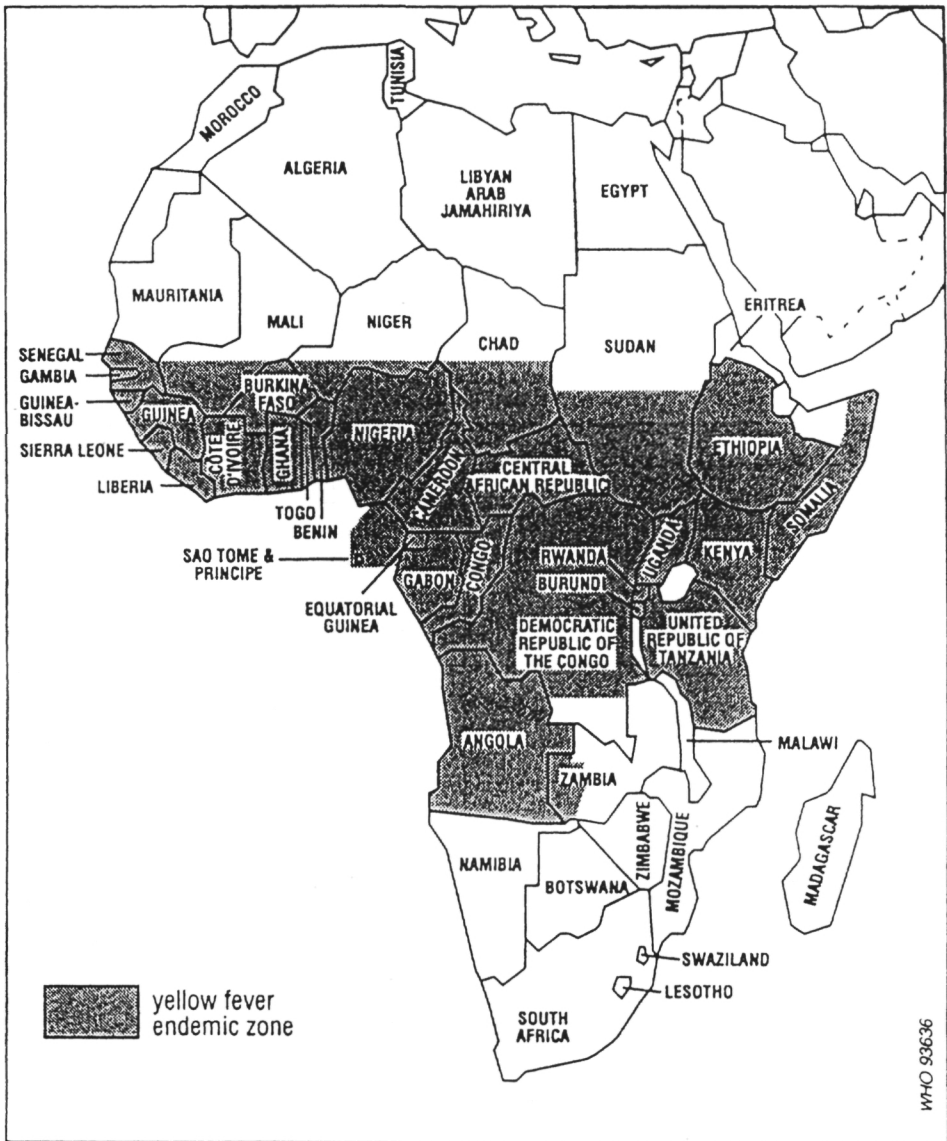 MOROCCO
TUNISIA
ALGERIA
LIBYAN
ARAB
JAMAHIRIYA
EGYPT
MAURITANIA
MALI
NIGER
CHAD
SUDAN
ERITREA
SENEGAL
GAMBIA
GUINEA-
BISSAU
GUINEA
SIERRA LEONE
LIBERIA
CÔTE
D'IVOIRE
BURKINA
FASO
GHANA
TOGO
BENIN
NIGERIA
CAMEROON
CENTRAL
AFRICAN REPUBLIC
ETHIOPIA
SOMALIA
SAO TOME &
PRINCIPE
EQUATORIAL
GUINEA
GABON
CONGO
RWANDA
BURUNDI
UGANDA
KENYA
DEMOCRATIC
REPUBLIC OF
THE CONGO
UNITED
REPUBLIC OF
TANZANIA
ANGOLA
ZAMBIA
MALAWI
NAMIBIA
BOTSWANA
ZIMBABWE
MOZAMBIQUE
MADAGASCAR
SWAZILAND
LESOTHO
SOUTH
AFRICA
yellow fever
endemic zone
WHO 93636